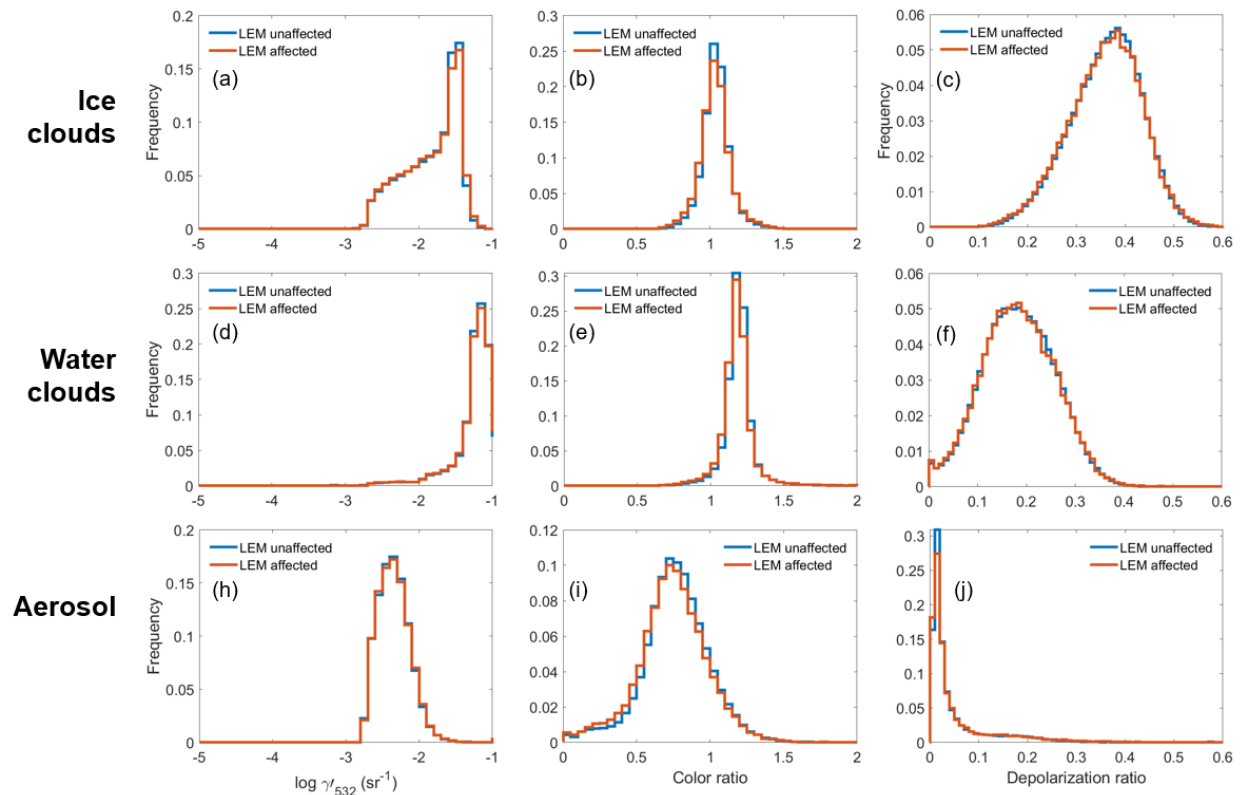 Ice
clouds
Frequency
0.2
0.15
0.1
0.05
0
LEM unaffected
LEM affected
(a)
-5
-4
-3
-2
-1
0.3
0.25
0.2
0.15
0.1
0.05
0
LEM unaffected
LEM affected
(b)
0
0.5
1
1.5
2
Frequency
0.06
0.05
0.04
0.03
0.02
0.01
0
LEM unaffected
LEM affected
(c)
0
0.1
0.2
0.3
0.4
0.5
0.6
Water
clouds
Frequency
0.3
0.25
0.2
0.15
0.1
0.05
0
LEM unaffected
LEM affected
(d)
-5
-4
-3
-2
-1
0.3
0.25
0.2
0.15
0.1
0.05
0
LEM unaffected
LEM affected
(e)
0
0.5
1
1.5
2
0.06
0.05
0.04
0.03
0.02
0.01
0
LEM unaffected
LEM affected
(f)
0
0.1
0.2
0.3
0.4
0.5
0.6
Aerosol
Frequency
0.2
0.15
0.1
0.05
0
LEM unaffected
LEM affected
(h)
-5
-4
-3
-2
-1
log γ′532 (sr-1)
0.12
0.1
0.08
0.06
0.04
0.02
0
LEM unaffected
LEM affected
(i)
0
0.5
1
1.5
2
Color ratio
0.3
0.25
0.2
0.15
0.1
0.05
0
LEM unaffected
LEM affected
(j)
0
0.1
0.2
0.3
0.4
0.5
0.6
Depolarization ratio